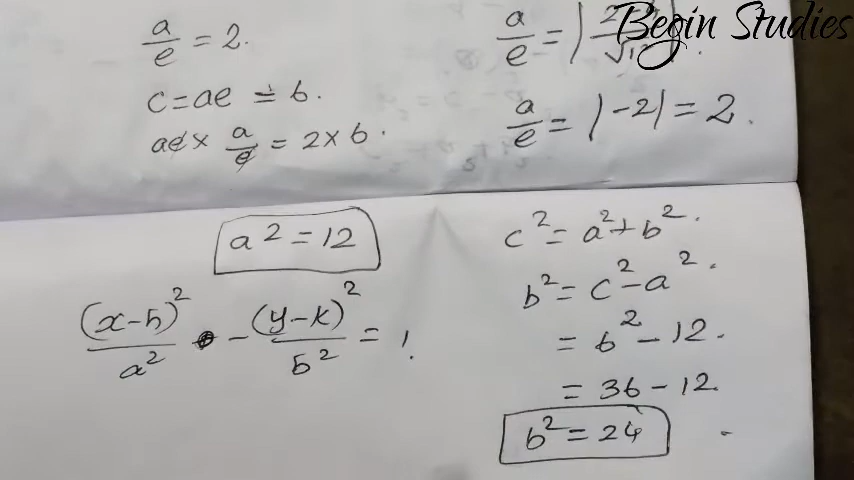 Begin Studies
a/e = 2.
c = ae = 6.
ae × a/e = 2 × 6.
a/e = |
a/e = |-2| = 2.
a² = 12
(x-h)²/a² - (y-k)²/b² = 1.
c² = a² + b².
b² = c² - a².
= 6² - 12.
= 36 - 12.
b² = 24